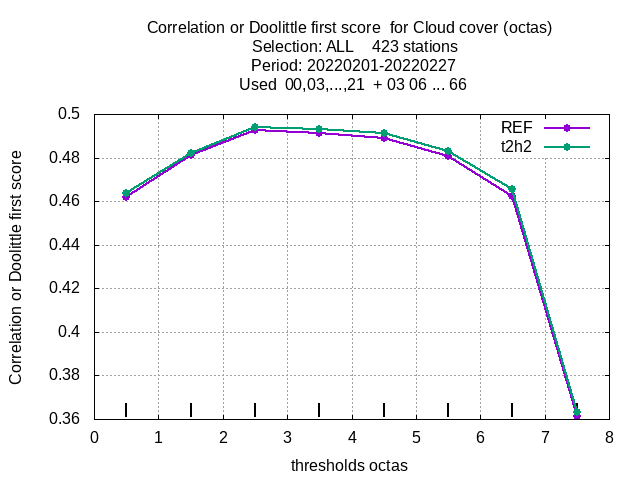 Correlation or Doolittle first score  for Cloud cover (octas)
Selection: ALL    423 stations
Period: 20220201-20220227
Used  00,03,...,21  + 03 06 ... 66
REF
t2h2
Correlation or Doolittle first score
0.5
0.48
0.46
0.44
0.42
0.4
0.38
0.36
0 1 2 3 4 5 6 7 8
thresholds octas